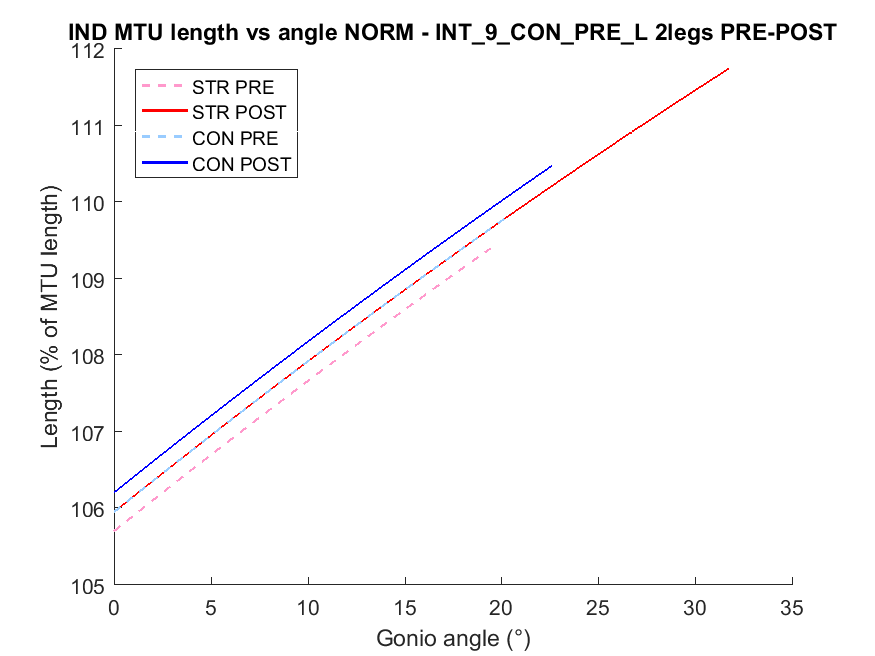 IND MTU length vs angle NORM - INT_9_CON_PRE_L 2legs PRE-POST
112
111
110
109
108
107
106
105
Length (% of MTU length)
STR PRE
STR POST
CON PRE
CON POST
0 5 10 15 20 25 30 35
Gonio angle (°)